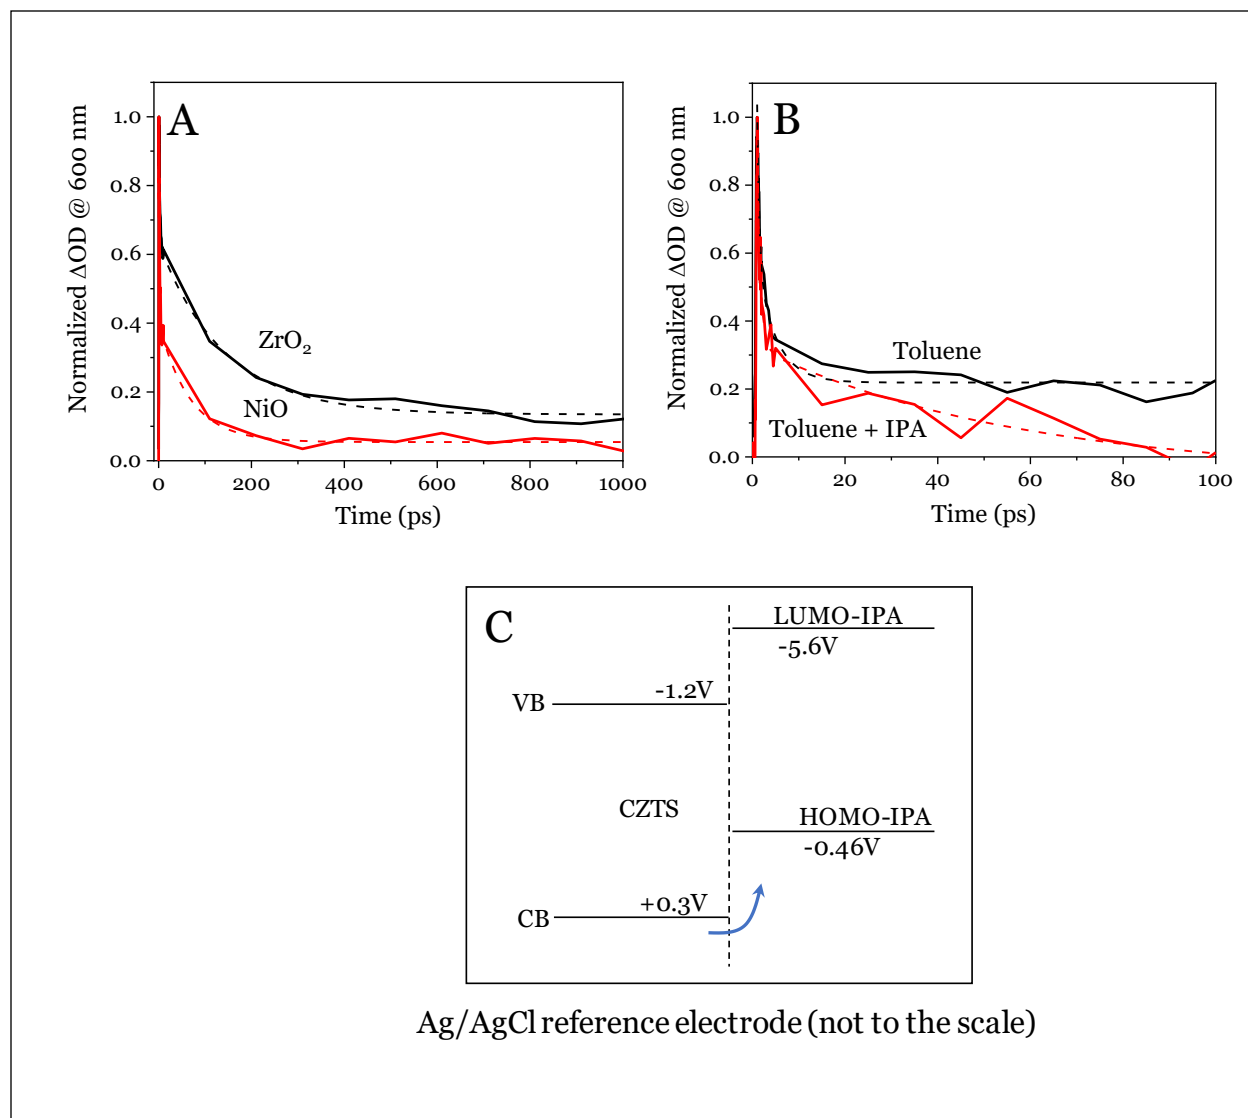 A
Normalized ΔOD @ 600 nm
1.0
0.8
0.6
0.4
0.2
0.0
ZrO₂
NiO
0 200 400 600 800 1000
Time (ps)
B
Normalized ΔOD @ 600 nm
1.0
0.8
0.6
0.4
0.2
0.0
Toluene
Toluene + IPA
0 20 40 60 80 100
Time (ps)
C
LUMO-IPA
-5.6V
VB
-1.2V
CZTS
HOMO-IPA
-0.46V
CB
+0.3V
Ag/AgCl reference electrode (not to the scale)